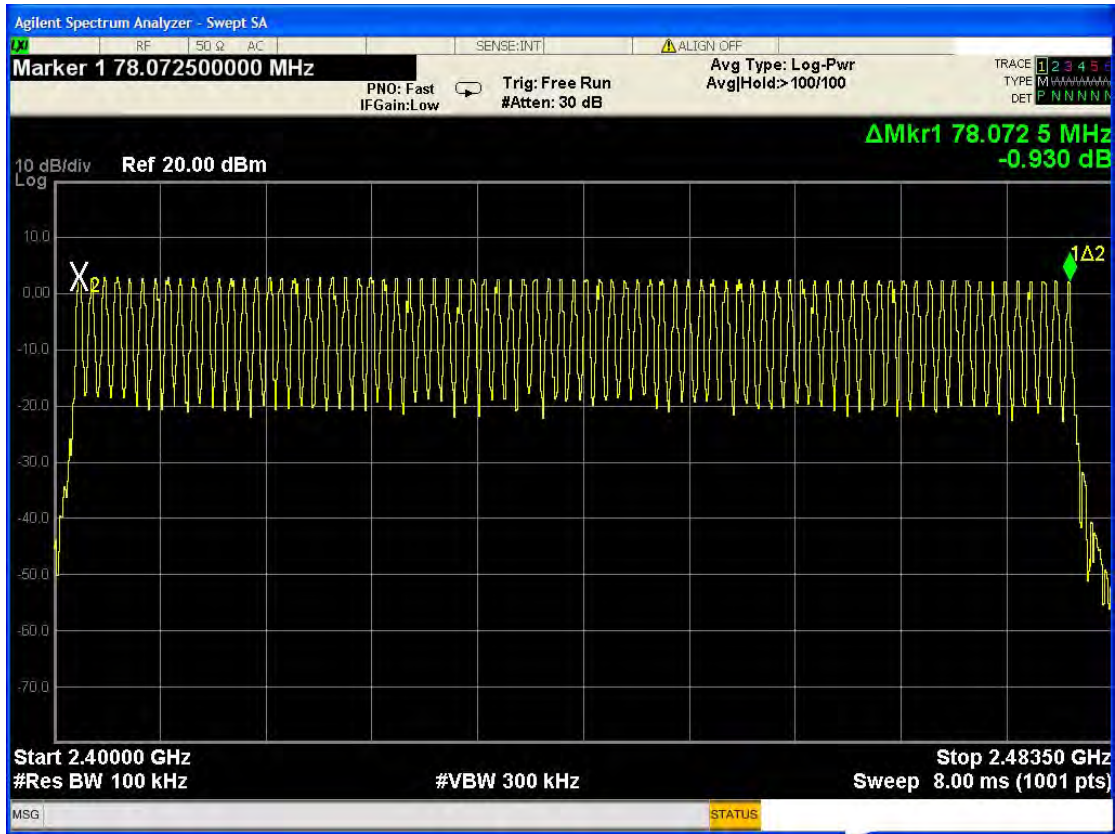 Agilent Spectrum Analyzer - Swept SA
LXI RF 50 Ω AC SENSE:INT ALIGN OFF
Marker 1 78.072500000 MHz
PNO: Fast
IFGain:Low
Trig: Free Run
#Atten: 30 dB
Avg Type: Log-Pwr
Avg|Hold:>100/100
TRACE 1 2 3 4 5 6
TYPE M
DET P N N N N N
ΔMkr1 78.072 5 MHz
-0.930 dB
10 dB/div Ref 20.00 dBm
Log
10.0
0.00
-10.0
-20.0
-30.0
-40.0
-50.0
-60.0
-70.0
X2
1Δ2
Start 2.40000 GHz
Stop 2.48350 GHz
#Res BW 100 kHz
#VBW 300 kHz
Sweep 8.00 ms (1001 pts)
MSG
STATUS